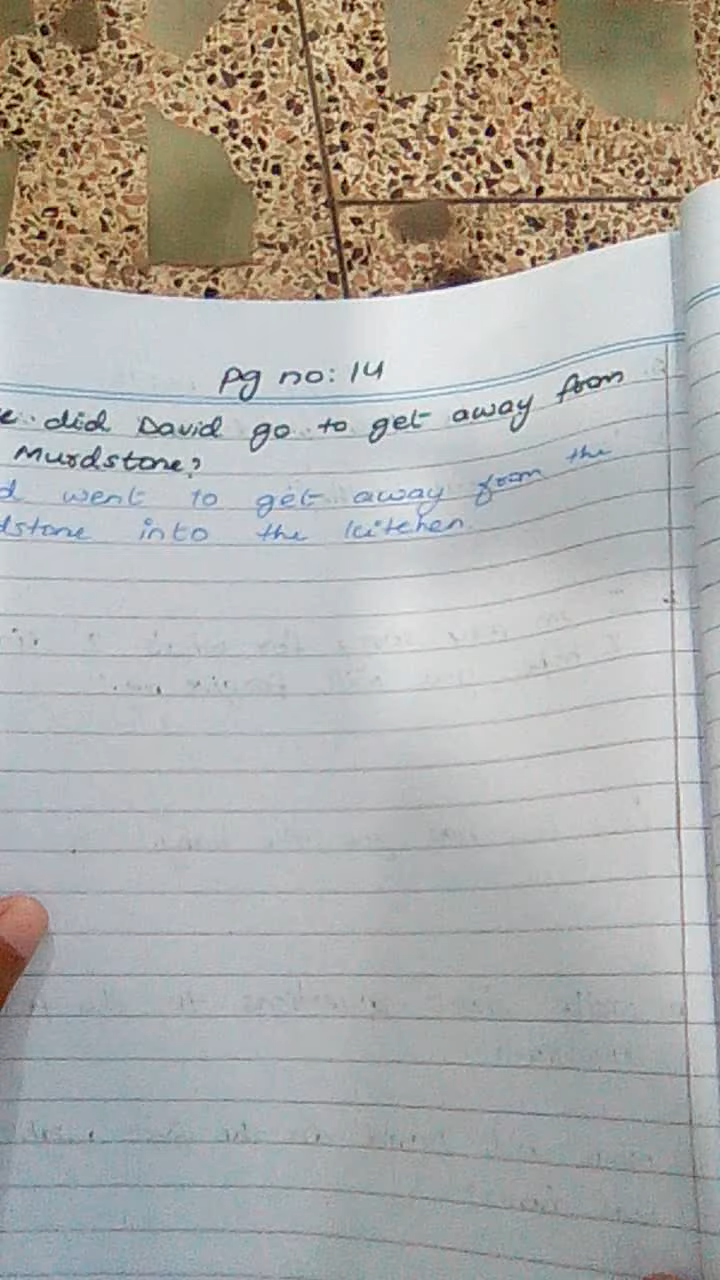 Pg no: 14
did David go to get away from
Murdstone?
went to get away from the
into the kitchen